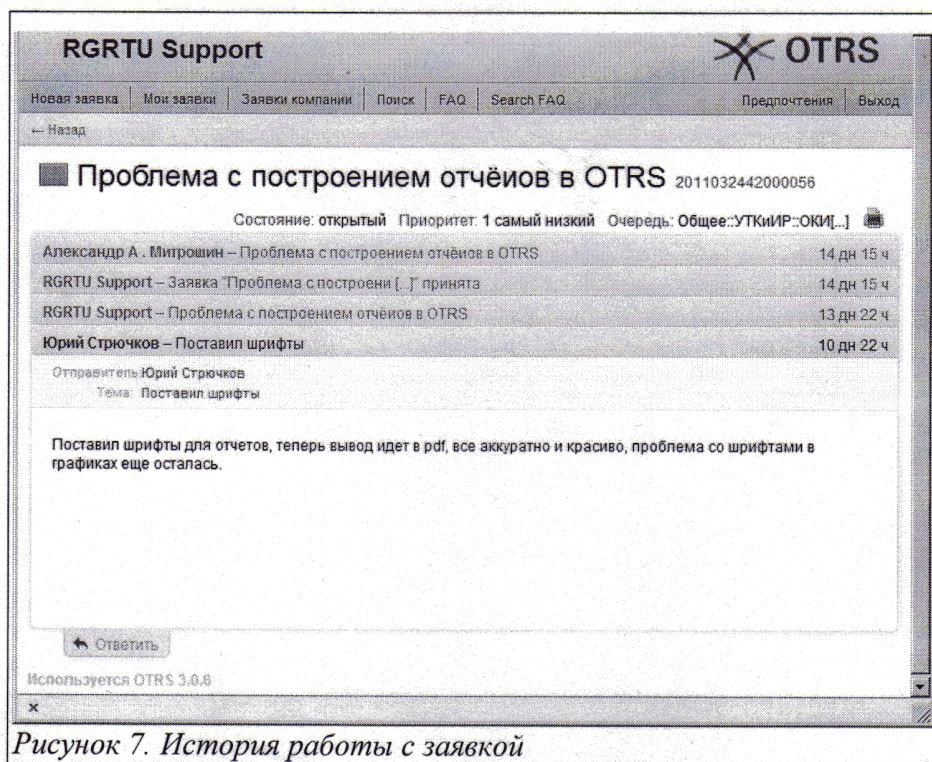 RGRTU Support
OTRS
Новая заявка Мои заявки Заявки компании Поиск FAQ Search FAQ Предпочтения Выход
← Назад
Проблема с построением отчёиов в OTRS 2011032442000056
Состояние: открытый Приоритет: 1 самый низкий Очередь: Общее::УТКиИР::ОКИ[...]
Александр А . Митрошин – Проблема с построением отчёиов в OTRS 14 дн 15 ч
RGRTU Support – Заявка "Проблема с построени [...]" принята 14 дн 15 ч
RGRTU Support – Проблема с построением отчёиов в OTRS 13 дн 22 ч
Юрий Стрючков – Поставил шрифты 10 дн 22 ч
Отправитель: Юрий Стрючков
Тема: Поставил шрифты
Поставил шрифты для отчетов, теперь вывод идет в pdf, все аккуратно и красиво, проблема со шрифтами в
графиках еще осталась.
Ответить
Используется OTRS 3.0.6
×
Рисунок 7. История работы с заявкой